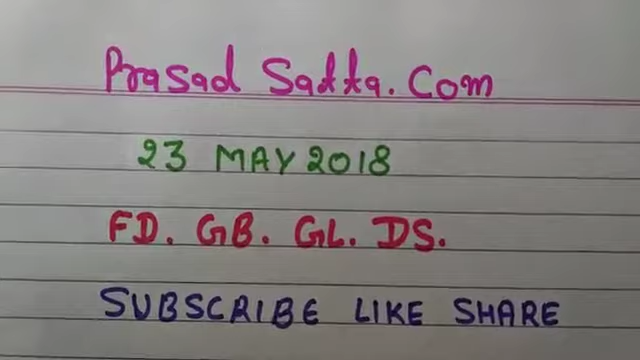 Prasad Satta.Com
23 MAY 2018
FD. GB. GL. DS.
SUBSCRIBE LIKE SHARE